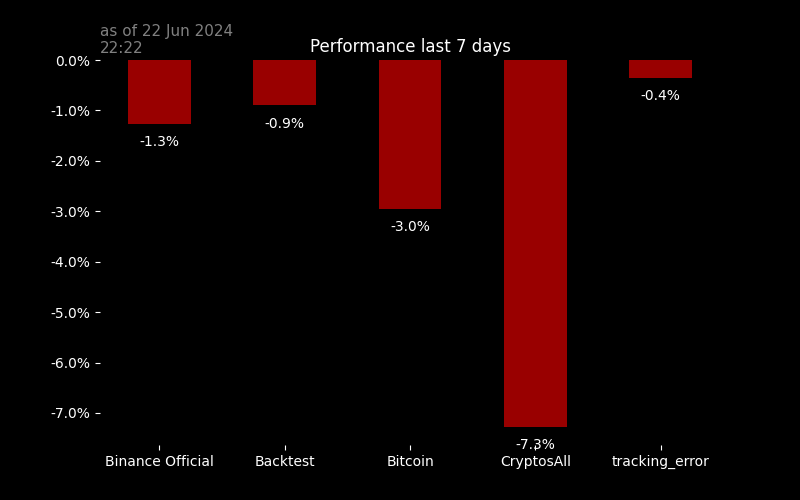 as of 22 Jun 2024
22:22
Performance last 7 days
0.0%
-1.0%
-2.0%
-3.0%
-4.0%
-5.0%
-6.0%
-7.0%
-1.3%
-0.9%
-3.0%
-7.3%
-0.4%
Binance Official
Backtest
Bitcoin
CryptosAll
tracking_error